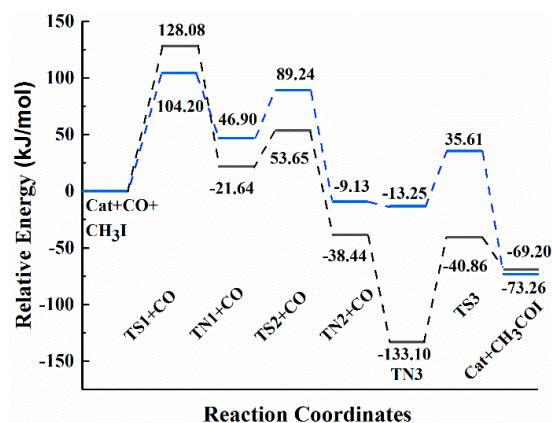 150
128.08
100
104.20
89.24
50
46.90
53.65
35.61
0
-21.64
-9.13
-13.25
Cat+CO+
CH3I
-50
-38.44
-40.86
-69.20
-73.26
-100
-150
-133.10
TN3
TS1+CO
TN1+CO
TS2+CO
TN2+CO
TS3
Cat+CH3COI
Relative Energy (kJ/mol)
Reaction Coordinates